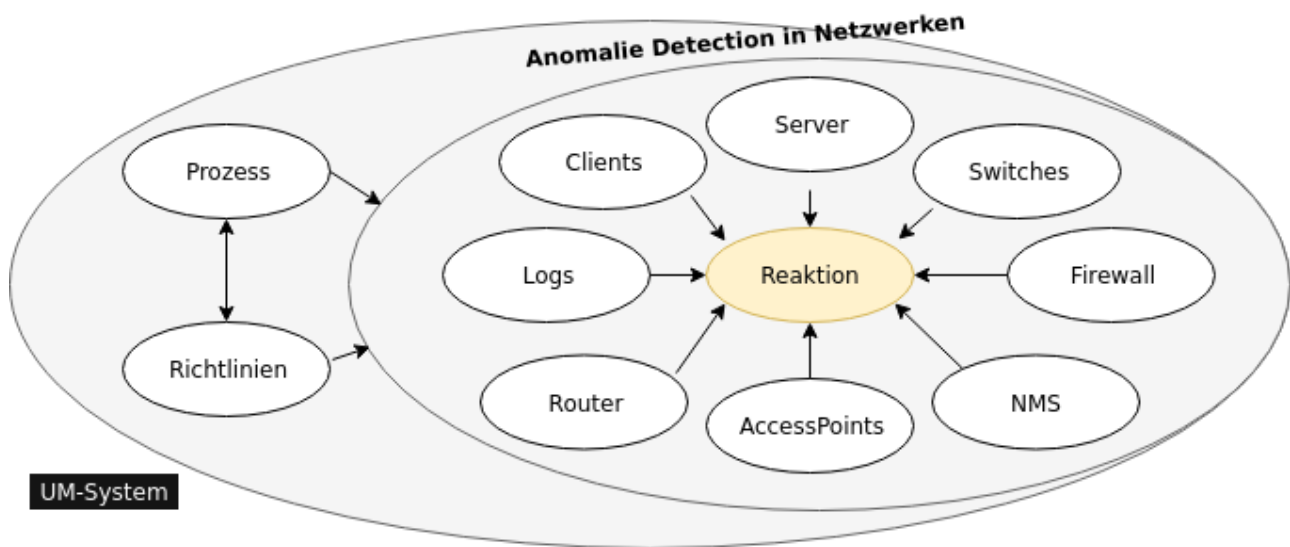 Anomalie Detection in Netzwerken
Server
Clients
Switches
Prozess
Logs
Reaktion
Firewall
Richtlinien
Router
AccessPoints
NMS
UM-System